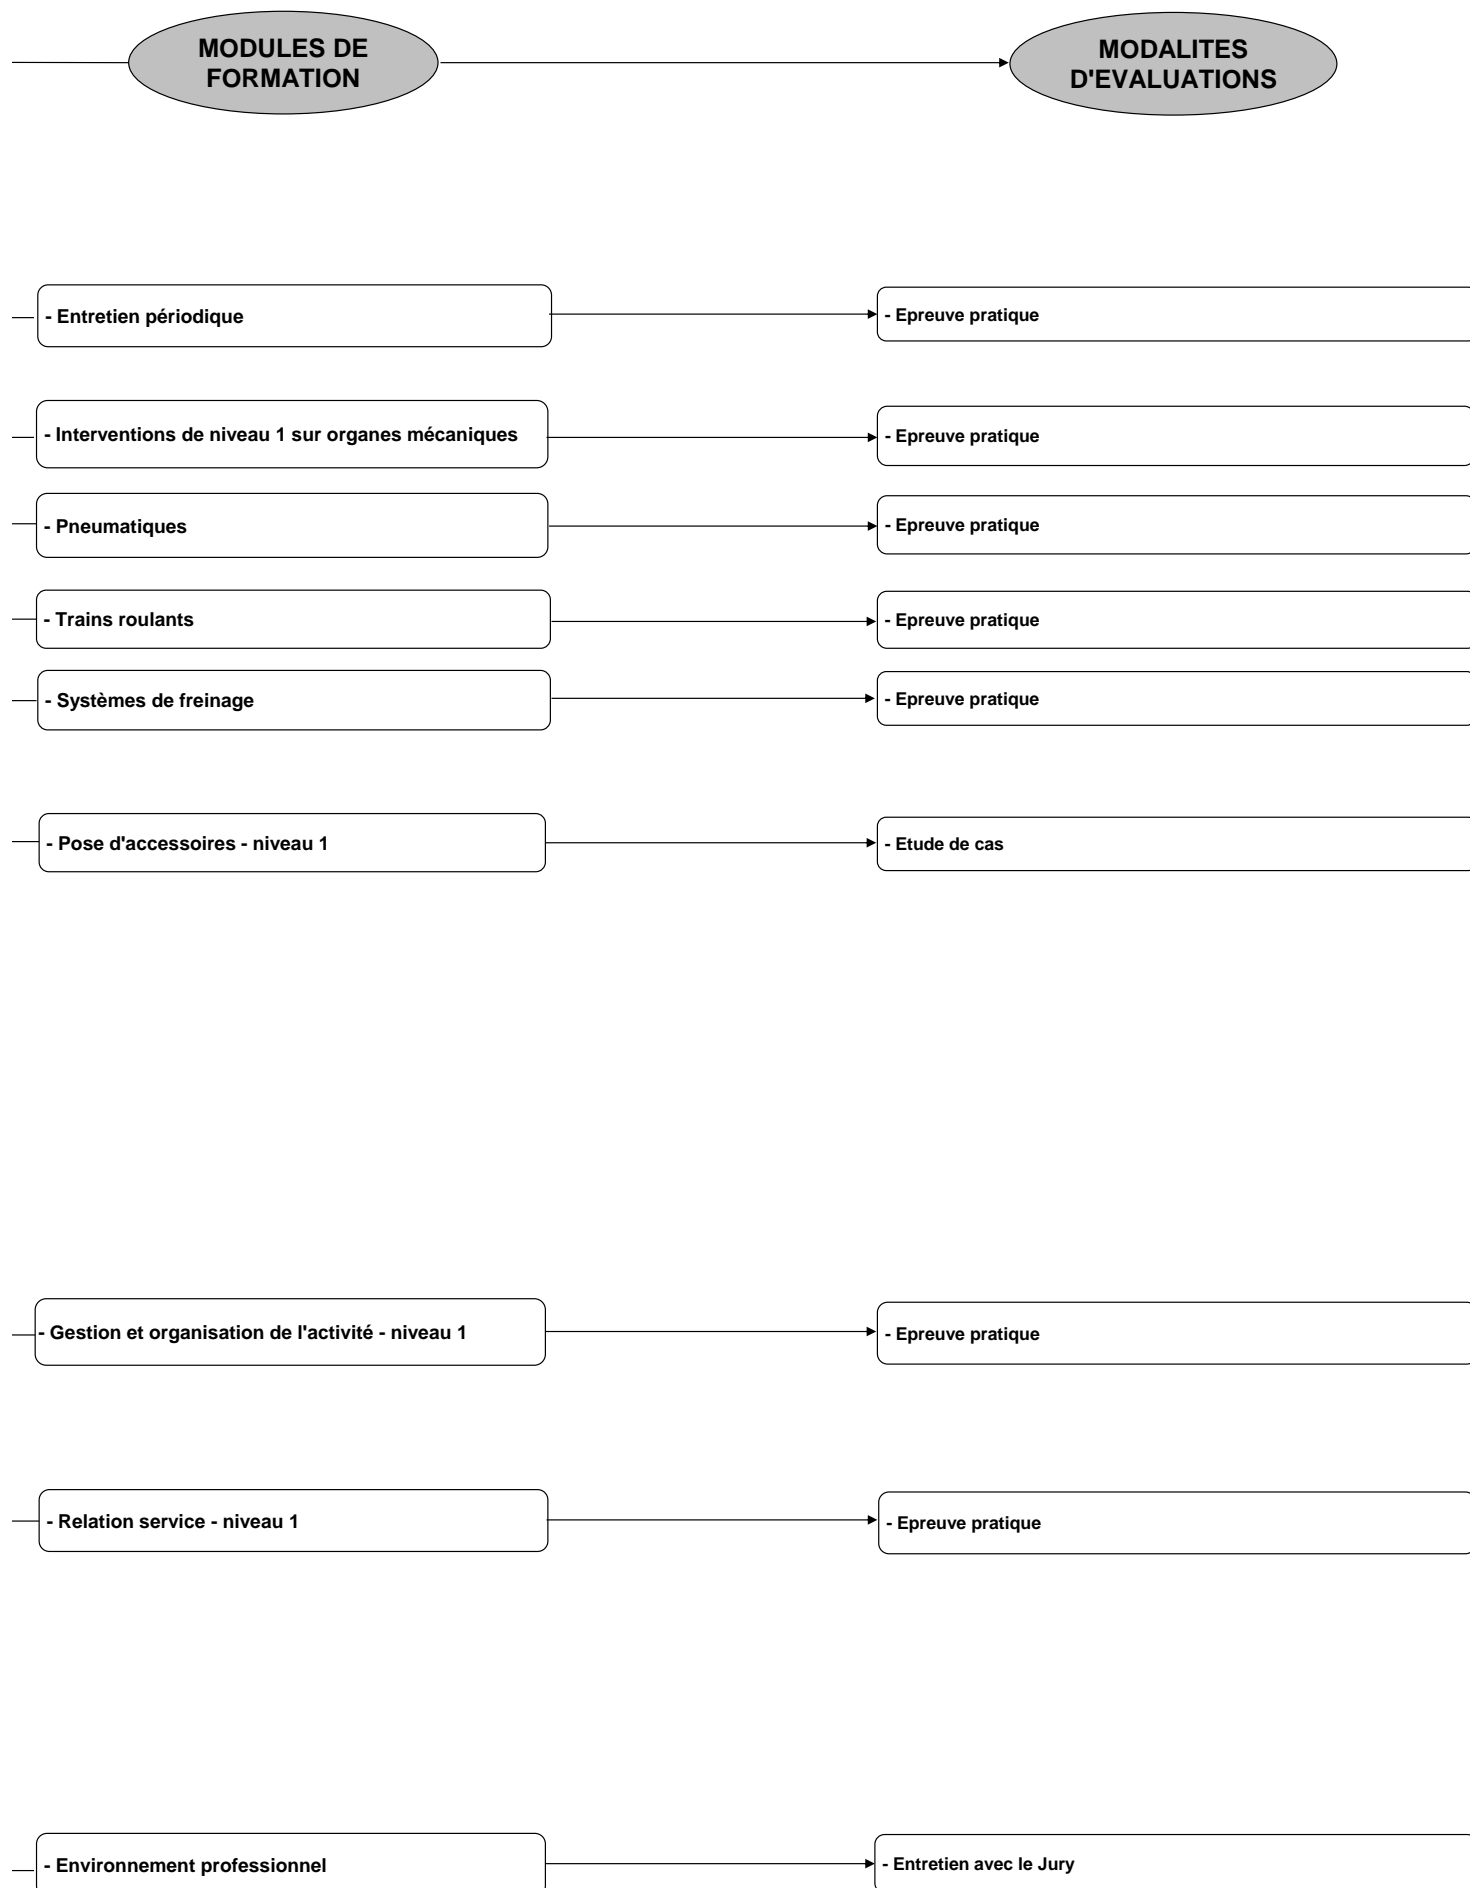 MODULES DE
FORMATION
MODALITES
D'EVALUATIONS
- Entretien périodique
- Epreuve pratique
- Interventions de niveau 1 sur organes mécaniques
- Epreuve pratique
- Pneumatiques
- Epreuve pratique
- Trains roulants
- Epreuve pratique
- Systèmes de freinage
- Epreuve pratique
- Pose d'accessoires - niveau 1
- Etude de cas
- Gestion et organisation de l'activité - niveau 1
- Epreuve pratique
- Relation service - niveau 1
- Epreuve pratique
- Environnement professionnel
- Entretien avec le Jury